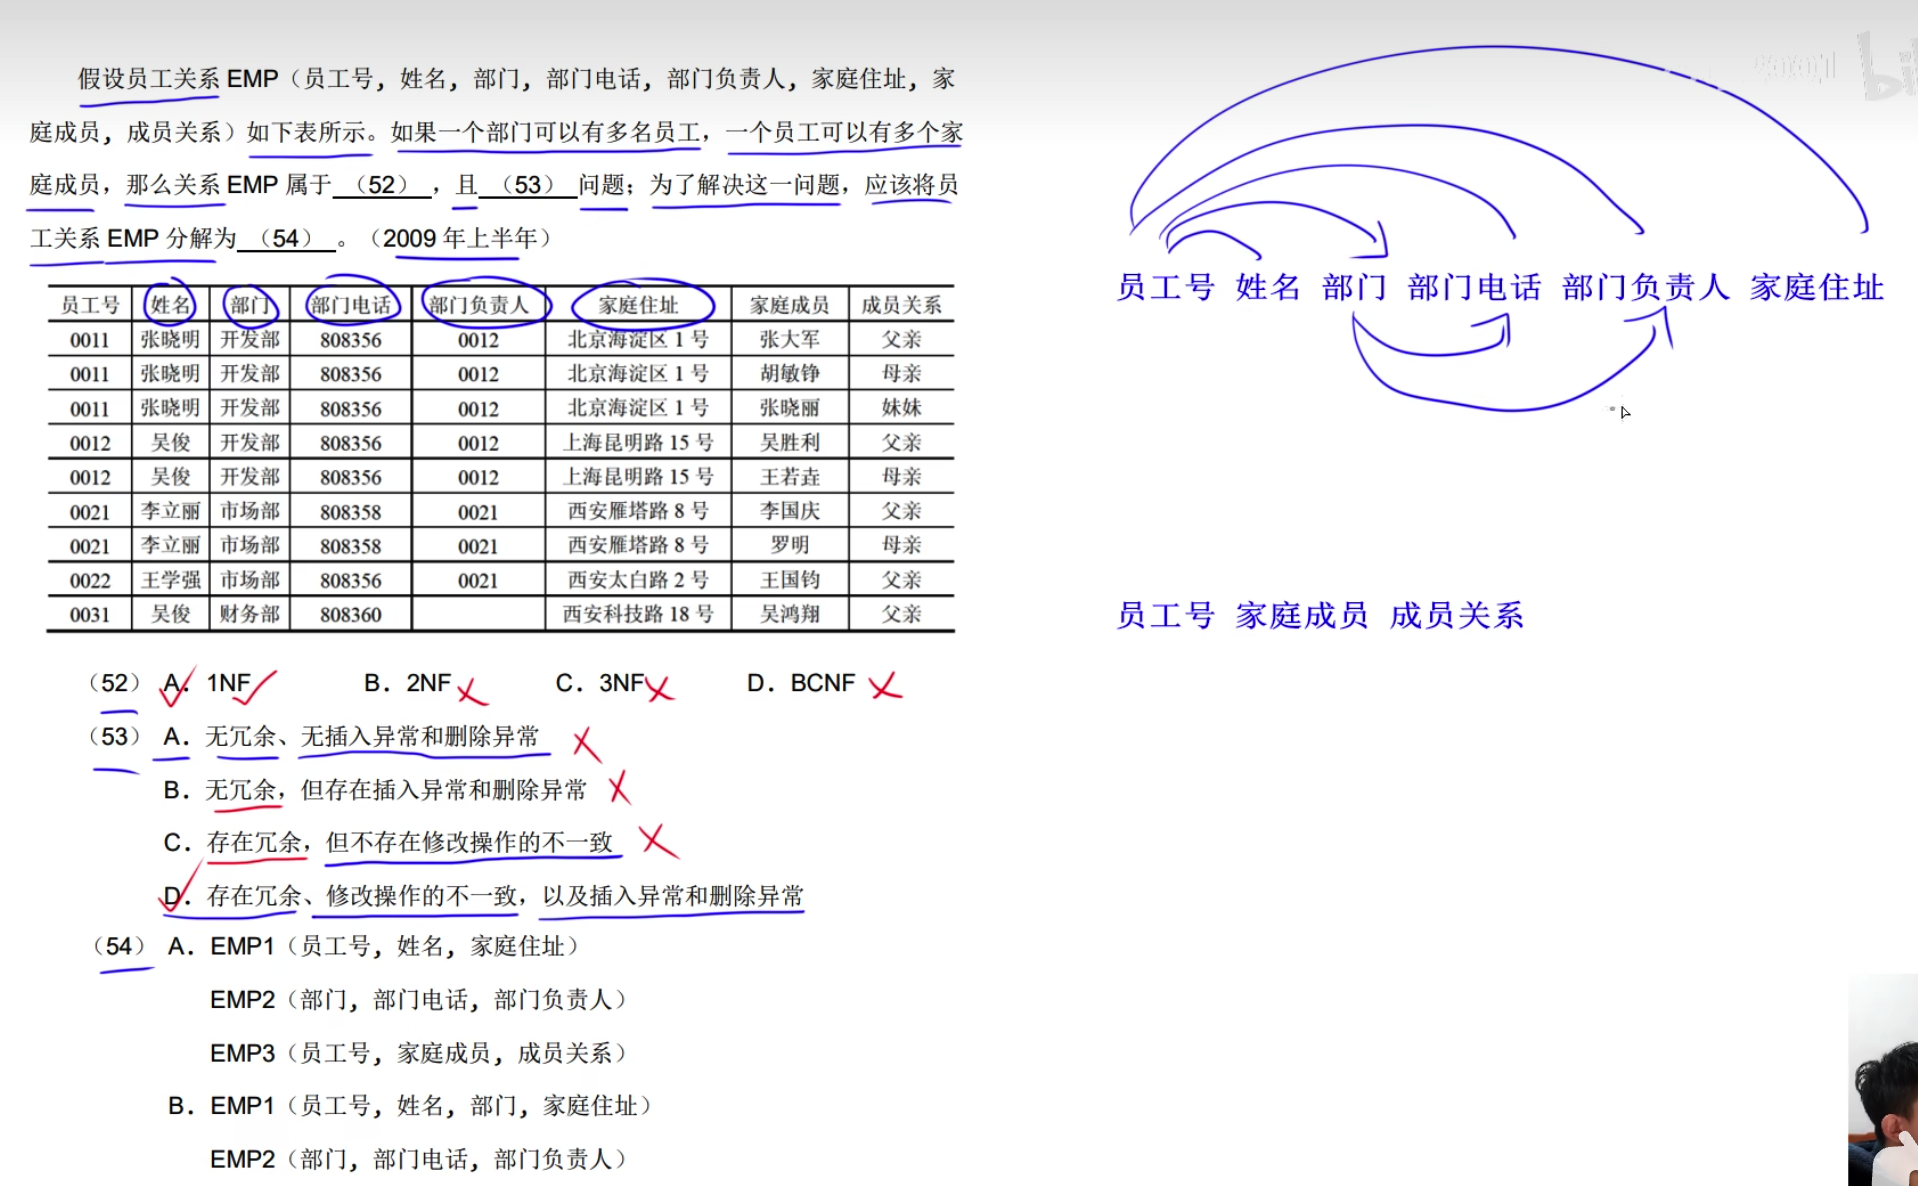 假设员工关系 EMP（员工号，姓名，部门，部门电话，部门负责人，家庭住址，家
庭成员，成员关系）如下表所示。如果一个部门可以有多名员工，一个员工可以有多个家
庭成员，那么关系 EMP 属于 （52） ，且 （53） 问题；为了解决这一问题，应该将员
工关系 EMP 分解为 （54） 。（2009 年上半年）
员工号 姓名 部门 部门电话 部门负责人 家庭住址 家庭成员 成员关系
0011 张晓明 开发部 808356 0012 北京海淀区 1 号 张大军 父亲
0011 张晓明 开发部 808356 0012 北京海淀区 1 号 胡敏铮 母亲
0011 张晓明 开发部 808356 0012 北京海淀区 1 号 张晓丽 妹妹
0012 吴俊 开发部 808356 0012 上海昆明路 15 号 吴胜利 父亲
0012 吴俊 开发部 808356 0012 上海昆明路 15 号 王若垚 母亲
0021 李立丽 市场部 808358 0021 西安雁塔路 8 号 李国庆 父亲
0021 李立丽 市场部 808358 0021 西安雁塔路 8 号 罗明 母亲
0022 王学强 市场部 808356 0021 西安太白路 2 号 王国钧 父亲
0031 吴俊 财务部 808360 西安科技路 18 号 吴鸿翔 父亲
（52） A. 1NF B. 2NF C. 3NF D. BCNF
（53） A. 无冗余、无插入异常和删除异常
B. 无冗余，但存在插入异常和删除异常
C. 存在冗余，但不存在修改操作的不一致
D. 存在冗余、修改操作的不一致，以及插入异常和删除异常
（54） A. EMP1（员工号，姓名，家庭住址）
EMP2（部门，部门电话，部门负责人）
EMP3（员工号，家庭成员，成员关系）
B. EMP1（员工号，姓名，部门，家庭住址）
EMP2（部门，部门电话，部门负责人）
员工号 姓名 部门 部门电话 部门负责人 家庭住址
员工号 家庭成员 成员关系